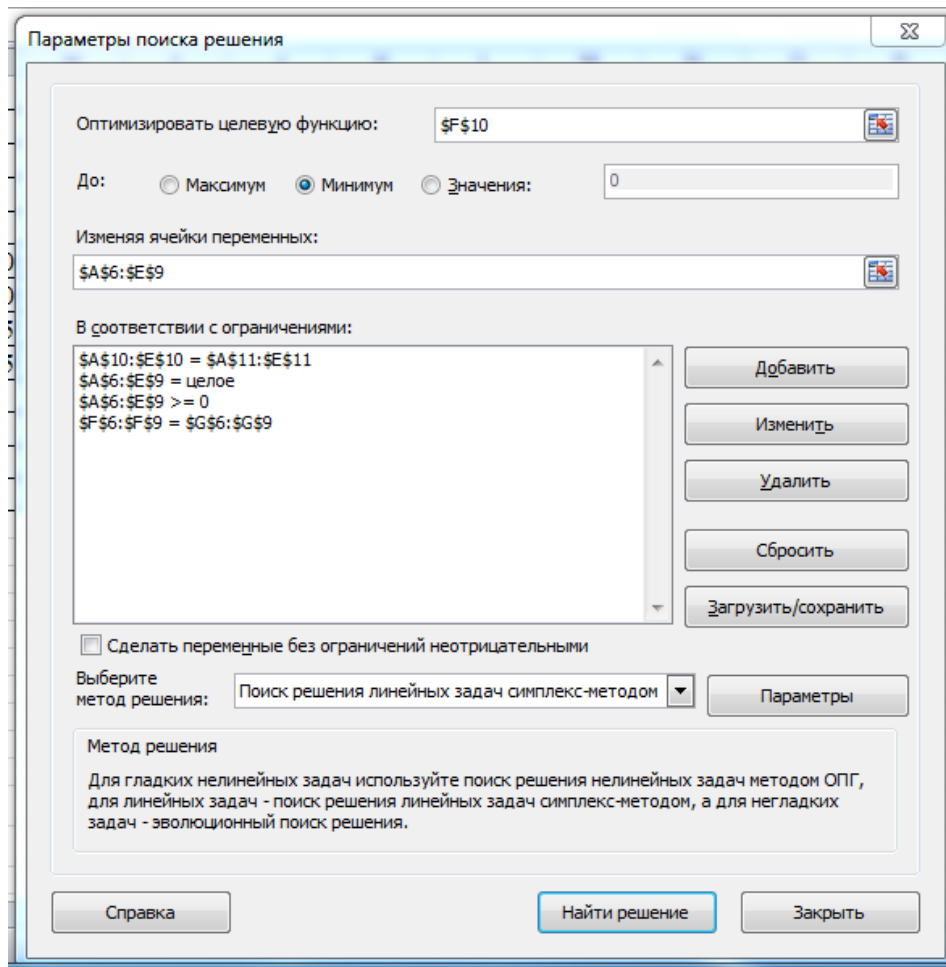 Параметры поиска решения
Оптимизировать целевую функцию: $F$10
До: Максимум Минимум Значения: 0
Изменяя ячейки переменных:
$A$6:$E$9
В соответствии с ограничениями:
$A$10:$E$10 = $A$11:$E$11
$A$6:$E$9 = целое
$A$6:$E$9 >= 0
$F$6:$F$9 = $G$6:$G$9
Добавить
Изменить
Удалить
Сбросить
Загрузить/сохранить
Сделать переменные без ограничений неотрицательными
Выберите
метод решения: Поиск решения линейных задач симплекс-методом Параметры
Метод решения
Для гладких нелинейных задач используйте поиск решения нелинейных задач методом ОПГ,
для линейных задач - поиск решения линейных задач симплекс-методом, а для негладких
задач - эволюционный поиск решения.
Справка Найти решение Закрыть